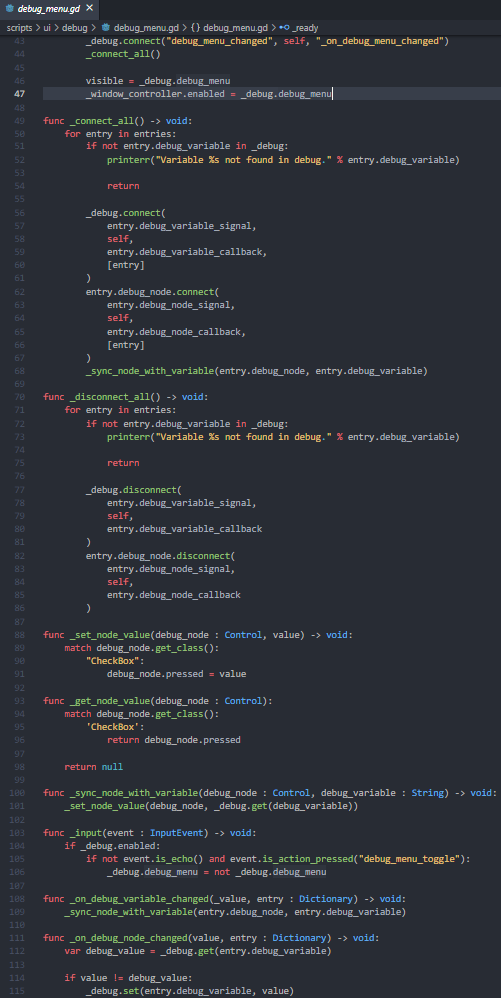 debug_menu.gd ×
scripts > ui > debug > debug_menu.gd > {} debug_menu.gd > _ready
43 _debug.connect("debug_menu_changed", self, "_on_debug_menu_changed")
44 _connect_all()
45
46 visible = _debug.debug_menu
47 _window_controller.enabled = _debug.debug_menu
48
49 func _connect_all() -> void:
50 for entry in entries:
51 if not entry.debug_variable in _debug:
52 printerr("Variable %s not found in debug." % entry.debug_variable)
53
54 return
55
56 _debug.connect(
57 entry.debug_variable_signal,
58 self,
59 entry.debug_variable_callback,
60 [entry]
61 )
62 entry.debug_node.connect(
63 entry.debug_node_signal,
64 self,
65 entry.debug_node_callback,
66 [entry]
67 )
68 _sync_node_with_variable(entry.debug_node, entry.debug_variable)
69
70 func _disconnect_all() -> void:
71 for entry in entries:
72 if not entry.debug_variable in _debug:
73 printerr("Variable %s not found in debug." % entry.debug_variable)
74
75 return
76
77 _debug.disconnect(
78 entry.debug_variable_signal,
79 self,
80 entry.debug_variable_callback
81 )
82 entry.debug_node.disconnect(
83 entry.debug_node_signal,
84 self,
85 entry.debug_node_callback
86 )
87
88 func _set_node_value(debug_node : Control, value) -> void:
89 match debug_node.get_class():
90 "CheckBox":
91 debug_node.pressed = value
92
93 func _get_node_value(debug_node : Control):
94 match debug_node.get_class():
95 'CheckBox':
96 return debug_node.pressed
97
98 return null
99
100 func _sync_node_with_variable(debug_node : Control, debug_variable : String) -> void:
101 _set_node_value(debug_node, _debug.get(debug_variable))
102
103 func _input(event : InputEvent) -> void:
104 if _debug.enabled:
105 if not event.is_echo() and event.is_action_pressed("debug_menu_toggle"):
106 _debug.debug_menu = not _debug.debug_menu
107
108 func _on_debug_variable_changed(_value, entry : Dictionary) -> void:
109 _sync_node_with_variable(entry.debug_node, entry.debug_variable)
110
111 func _on_debug_node_changed(value, entry : Dictionary) -> void:
112 var debug_value = _debug.get(entry.debug_variable)
113
114 if value != debug_value:
115 _debug.set(entry.debug_variable, value)